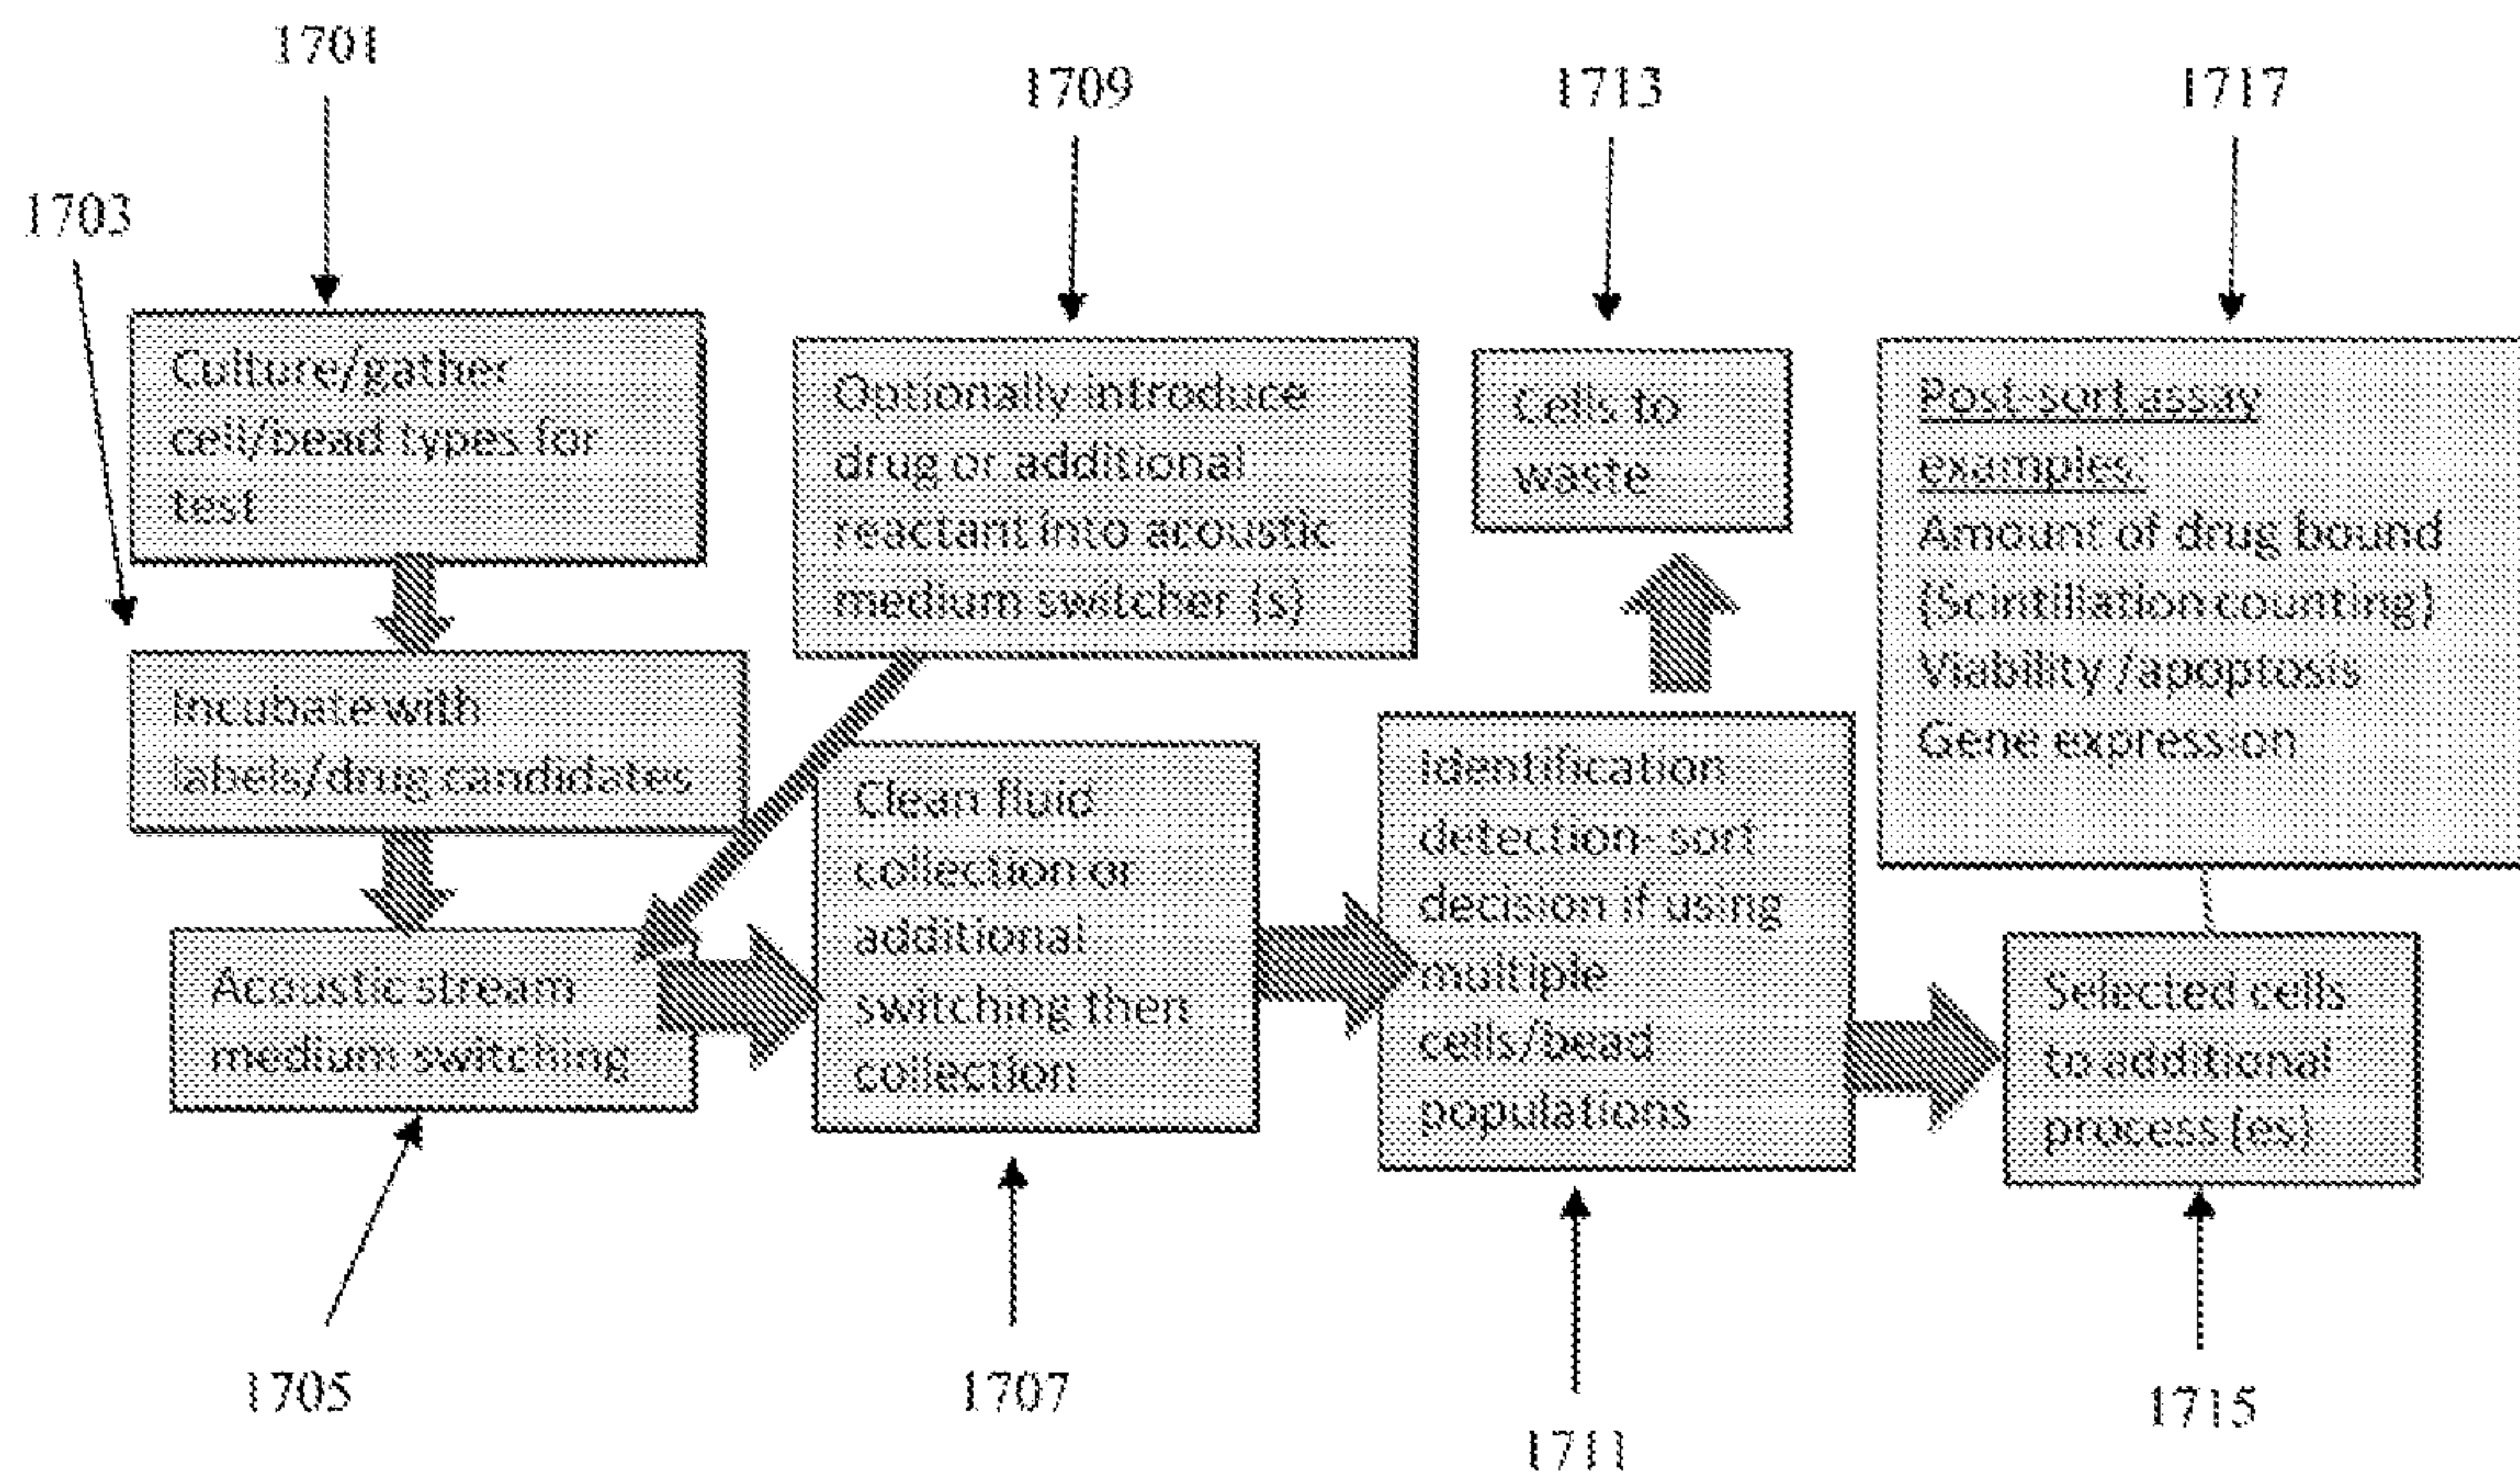 1701
1709
1713
1717
1703
Culture/gather
cell/bead types for
test
Optionally introduce
drug or additional
reactant into acoustic
medium switcher (s)
Cells to
waste
Post-sort assay
examples:
Amount of drug bound
(Scintillation counting)
Viability /apoptosis
Gene expression
Incubate with
labels/drug candidates
Acoustic stream
medium switching
Clean fluid
collection or
additional
switching then
collection
Identification
detection- sort
decision if using
multiple
cells/bead
populations
Selected cells
to additional
process (es)
1705
1707
1711
1715